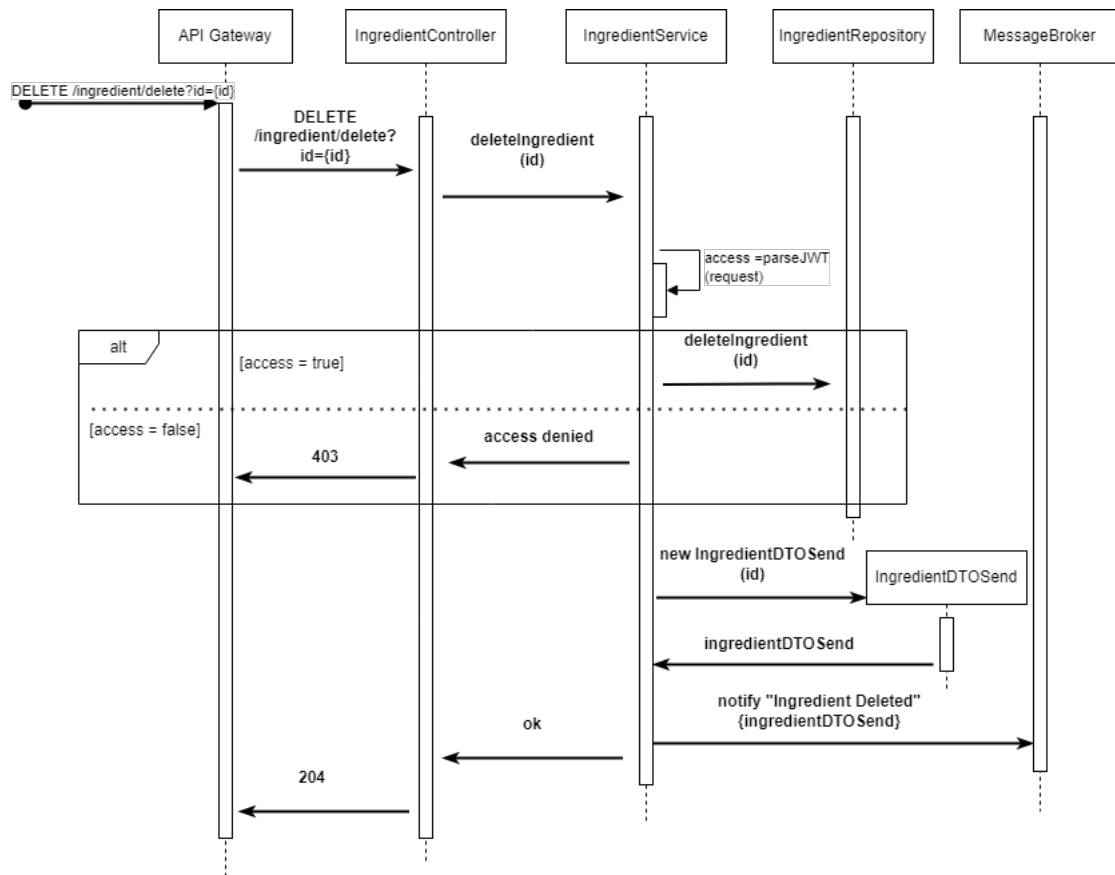 API Gateway
IngredientController
IngredientService
IngredientRepository
MessageBroker
DELETE /ingredient/delete?id={id}
DELETE
/ingredient/delete?
id={id}
deleteIngredient
(id)
access =parseJWT
(request)
alt
[access = true]
deleteIngredient
(id)
[access = false]
access denied
403
new IngredientDTOSend
(id)
IngredientDTOSend
ingredientDTOSend
notify "Ingredient Deleted"
{ingredientDTOSend}
ok
204